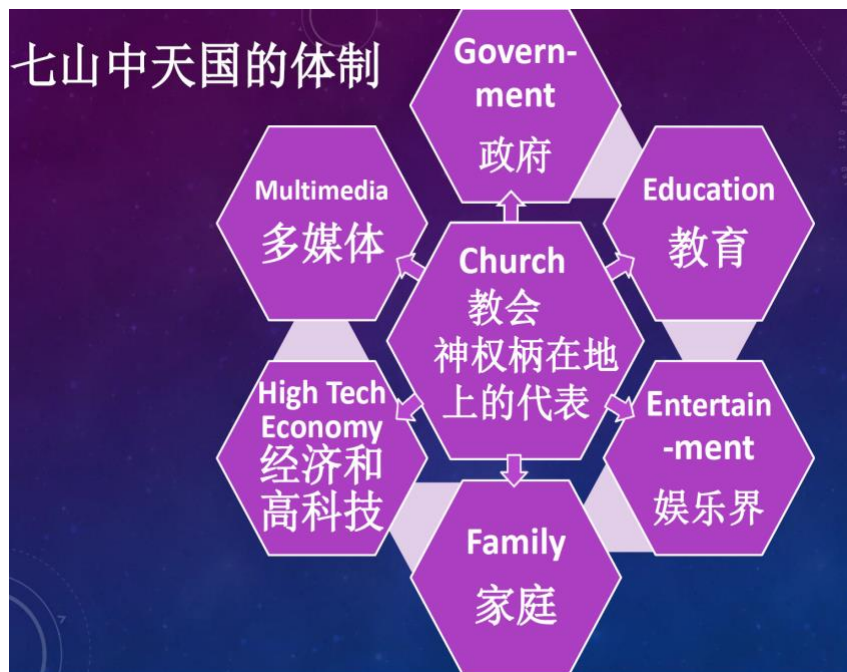 七山中天国的体制
Govern-
ment
政府
Multimedia
多媒体
Education
教育
Church
教会
神权柄在地
上的代表
High Tech
Economy
经济和
高科技
Entertain
-ment
娱乐界
Family
家庭